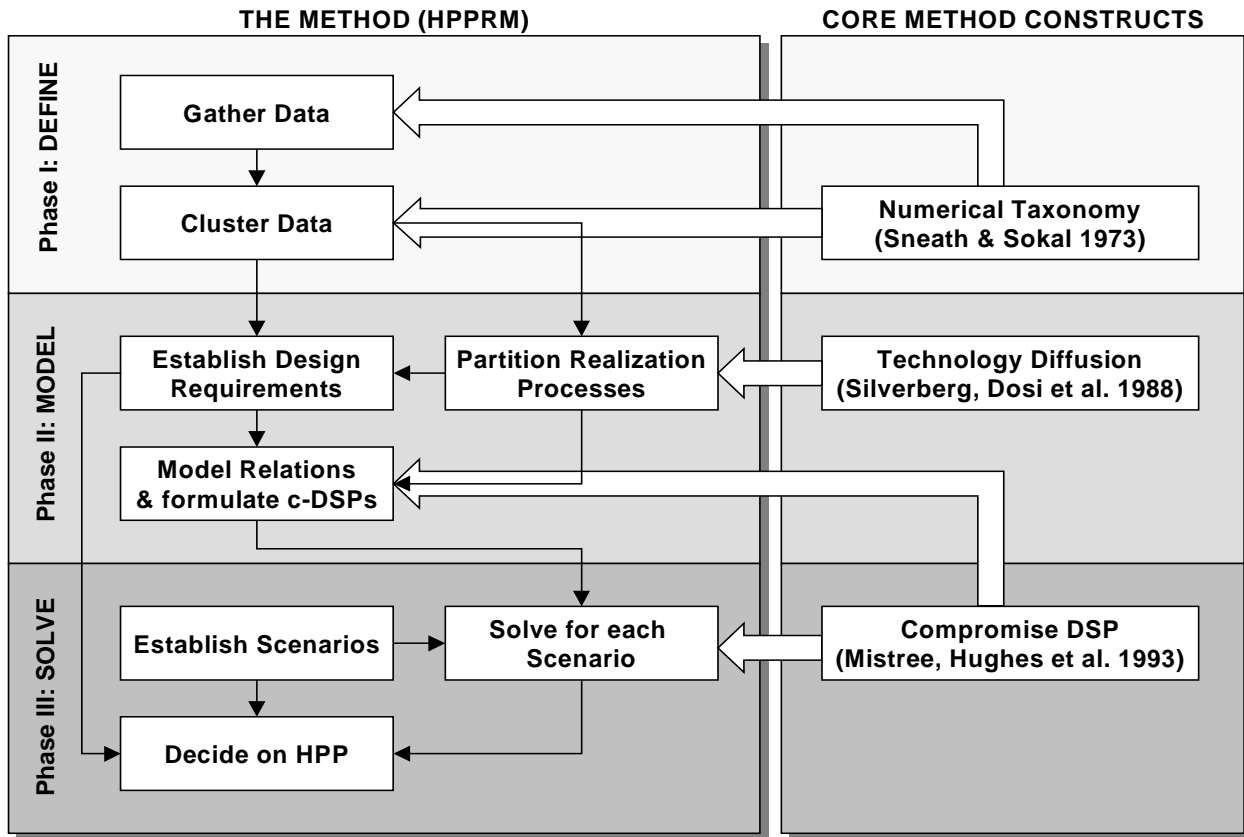 THE METHOD (HPPRM)
CORE METHOD CONSTRUCTS
Phase I: DEFINE
Gather Data
Cluster Data
Numerical Taxonomy
(Sneath & Sokal 1973)
Phase II: MODEL
Establish Design
Requirements
Partition Realization
Processes
Technology Diffusion
(Silverberg, Dosi et al. 1988)
Model Relations
& formulate c-DSPs
Phase III: SOLVE
Establish Scenarios
Solve for each
Scenario
Compromise DSP
(Mistree, Hughes et al. 1993)
Decide on HPP